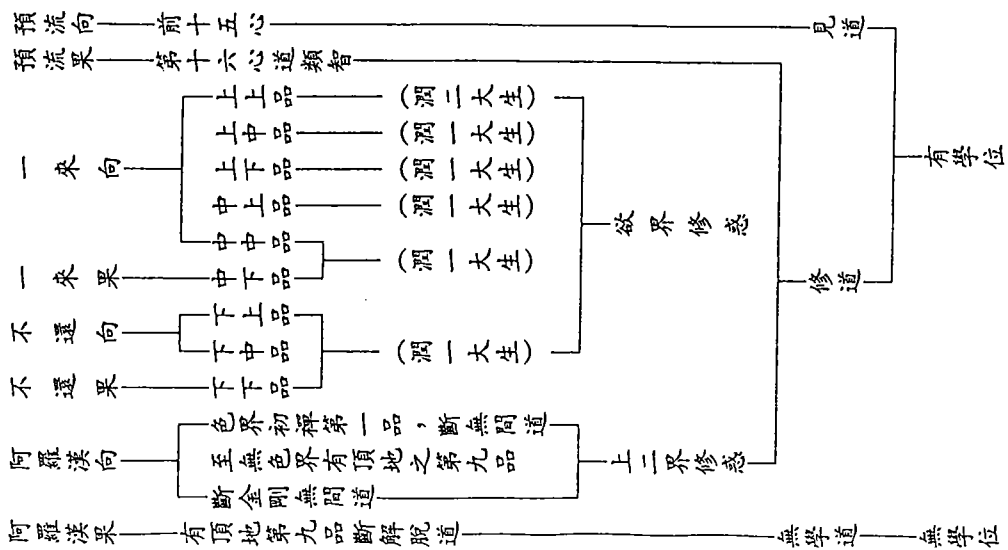 預流向 前十五心 見道
預流果 第十六心道類智
一來向
上上品 (潤二大生)
上中品 (潤一大生)
上下品 (潤一大生)
中上品 (潤一大生)
中中品
一來果 中下品
(潤一大生)
欲界修惑
不還向
下上品
下中品
不還果 下下品
(潤一大生)
修道
有學位
阿羅漢向
色界初禪第一品,斷無間道
至無色界有頂地之第九品
斷金剛無間道
上二界修惑
阿羅漢果 有頂地第九品斷解脫道 無學道 無學位